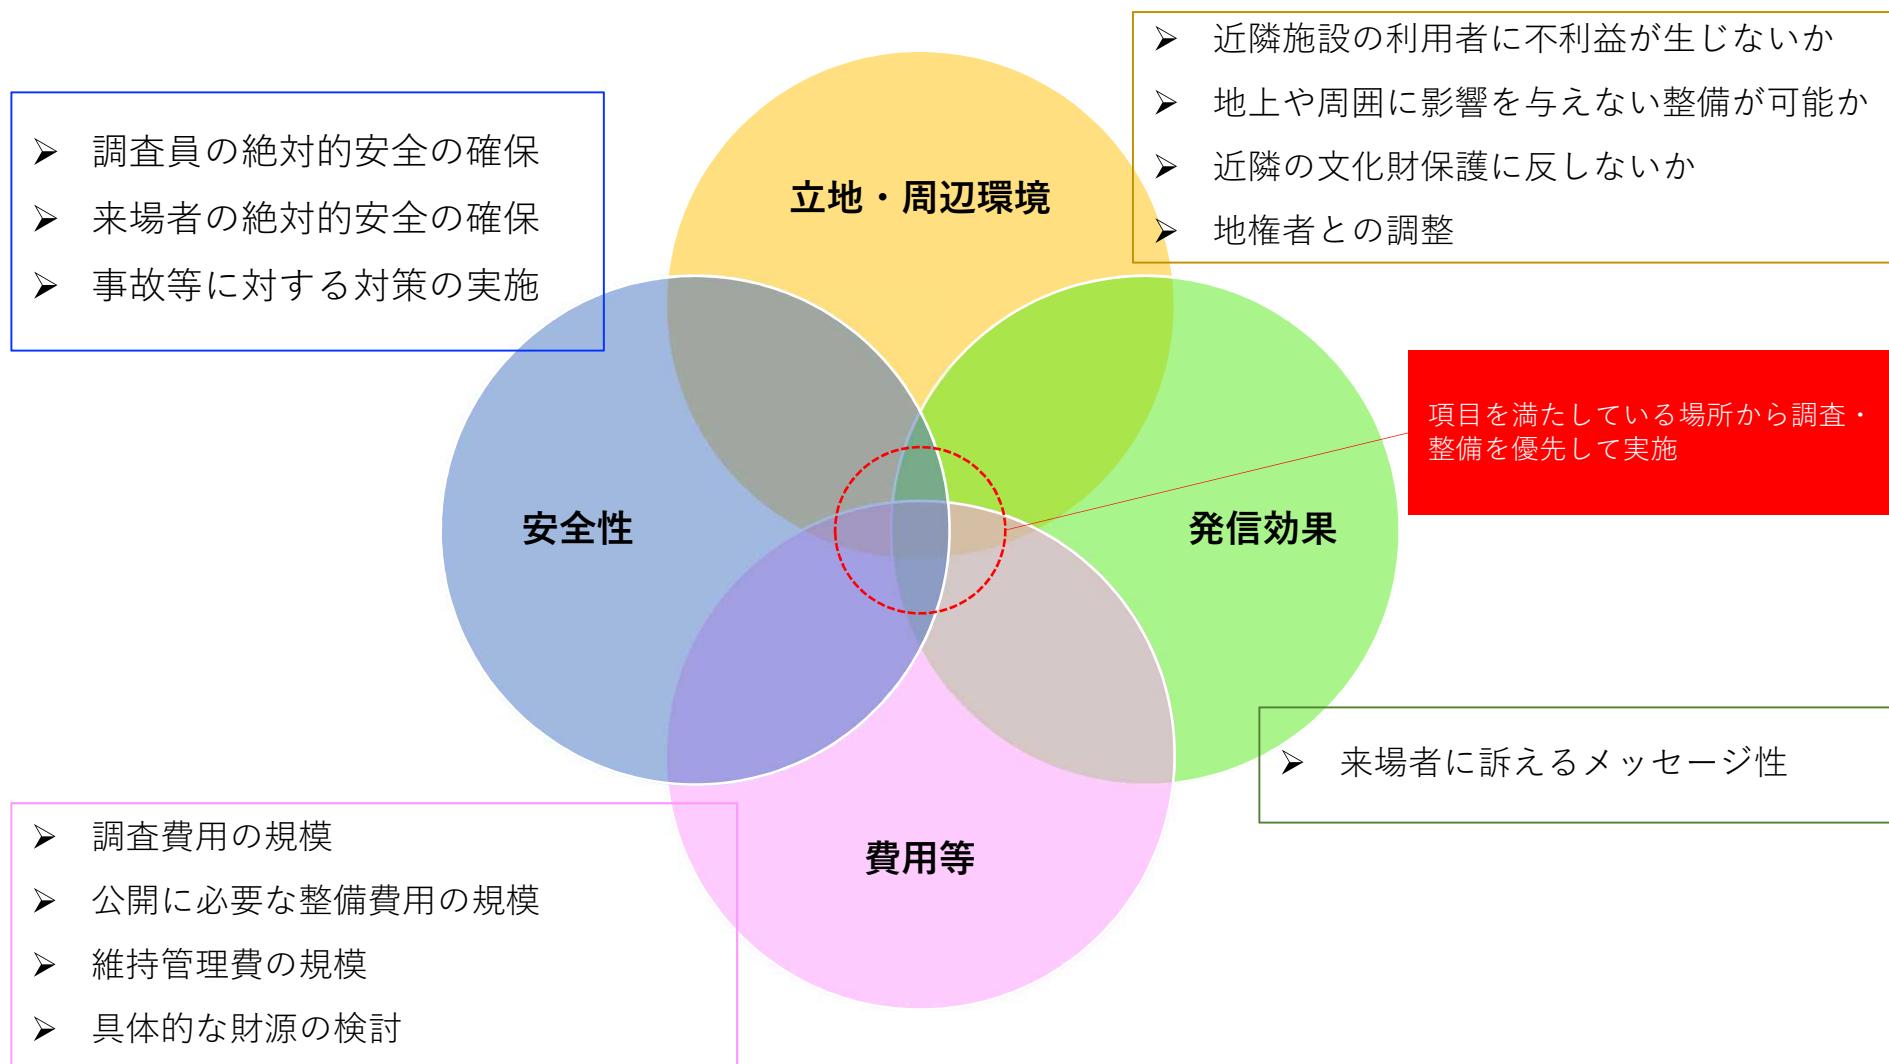 ➢ 近隣施設の利用者に不利益が生じないか
➢ 地上や周囲に影響を与えない整備が可能か
➢ 近隣の文化財保護に反しないか
➢ 地権者との調整
➢ 調査員の絶対的安全の確保
➢ 来場者の絶対的安全の確保
➢ 事故等に対する対策の実施
立地・周辺環境
項目を満たしている場所から調査・
整備を優先して実施
安全性
発信効果
➢ 来場者に訴えるメッセージ性
費用等
➢ 調査費用の規模
➢ 公開に必要な整備費用の規模
➢ 維持管理費の規模
➢ 具体的な財源の検討